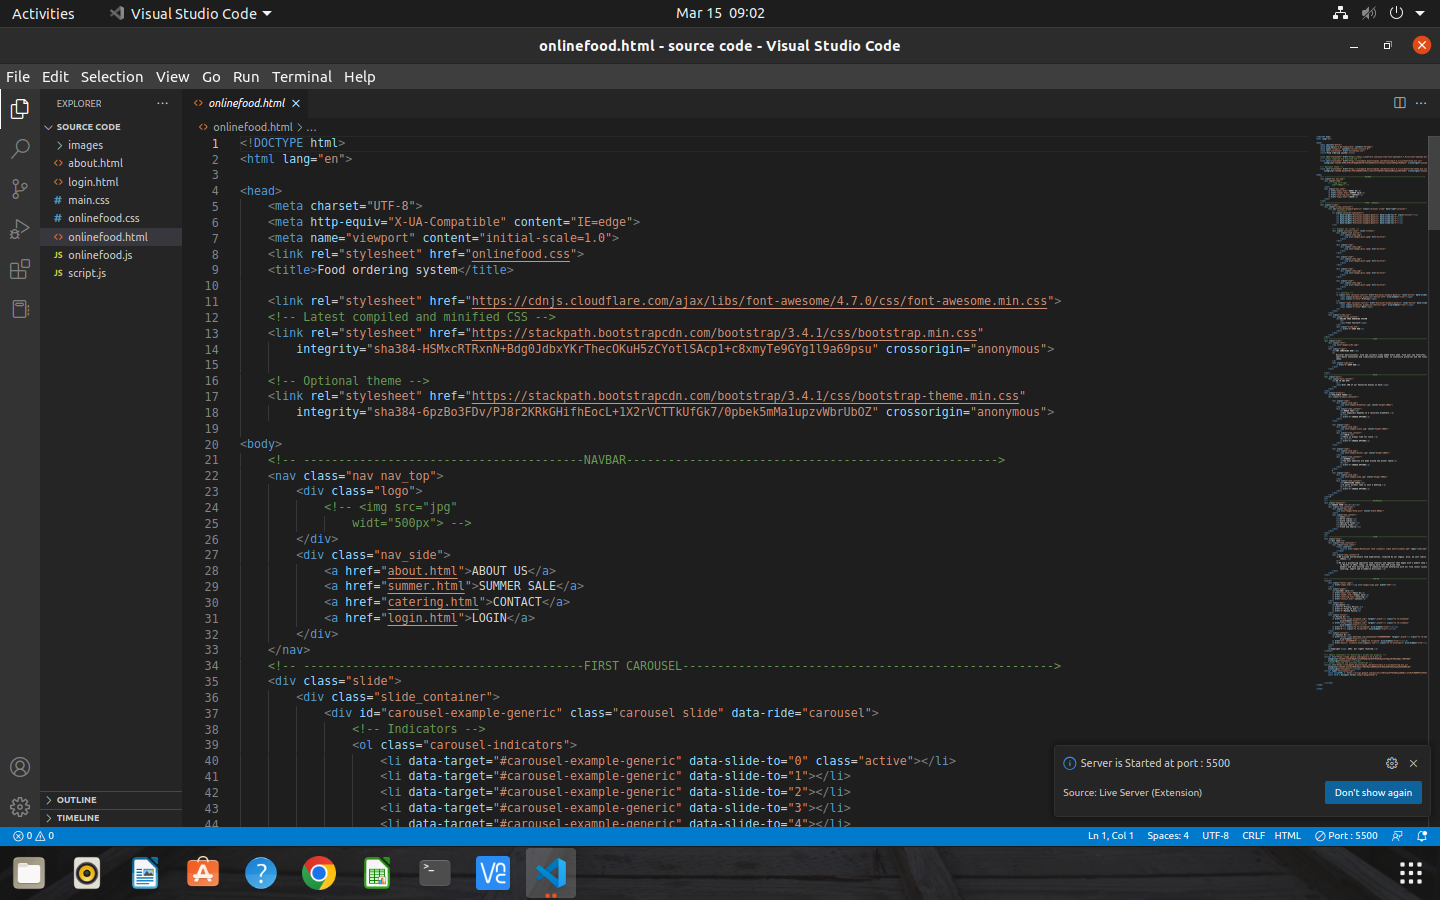 Activities
Visual Studio Code
Mar 15 09:02
onlinefood.html - source code - Visual Studio Code
File Edit Selection View Go Run Terminal Help
EXPLORER
SOURCE CODE
images
about.html
login.html
main.css
onlinefood.css
onlinefood.html
onlinefood.js
script.js
OUTLINE
TIMELINE
onlinefood.html
onlinefood.html > ...
1 <!DOCTYPE html>
2 <html lang="en">
3
4 <head>
5 <meta charset="UTF-8">
6 <meta http-equiv="X-UA-Compatible" content="IE=edge">
7 <meta name="viewport" content="initial-scale=1.0">
8 <link rel="stylesheet" href="onlinefood.css">
9 <title>Food ordering system</title>
10
11 <link rel="stylesheet" href="https://cdnjs.cloudflare.com/ajax/libs/font-awesome/4.7.0/css/font-awesome.min.css">
12 <!-- Latest compiled and minified CSS -->
13 <link rel="stylesheet" href="https://stackpath.bootstrapcdn.com/bootstrap/3.4.1/css/bootstrap.min.css"
14 integrity="sha384-HSMxcRTRxnN+Bdg0JdbxYKrThecOKuH5zCYotlSAcp1+c8xmyTe9GYg1l9a69psu" crossorigin="anonymous">
15
16 <!-- Optional theme -->
17 <link rel="stylesheet" href="https://stackpath.bootstrapcdn.com/bootstrap/3.4.1/css/bootstrap-theme.min.css"
18 integrity="sha384-6pzBo3FDv/PJ8r2KRkGHifhEocL+1X2rVCTTkUfGk7/0pbek5mMa1upzvWbrUbOZ" crossorigin="anonymous">
19
20 <body>
21 <!-- ----------------------------------------NAVBAR----------------------------------------------------->
22 <nav class="nav nav_top">
23 <div class="logo">
24 <!-- <img src="jpg"
25 widt="500px"> -->
26 </div>
27 <div class="nav_side">
28 <a href="about.html">ABOUT US</a>
29 <a href="summer.html">SUMMER SALE</a>
30 <a href="catering.html">CONTACT</a>
31 <a href="login.html">LOGIN</a>
32 </div>
33 </nav>
34 <!-- ----------------------------------------FIRST CAROUSEL----------------------------------------------------->
35 <div class="slide">
36 <div class="slide_container">
37 <div id="carousel-example-generic" class="carousel slide" data-ride="carousel">
38 <!-- Indicators -->
39 <ol class="carousel-indicators">
40 <li data-target="#carousel-example-generic" data-slide-to="0" class="active"></li>
41 <li data-target="#carousel-example-generic" data-slide-to="1"></li>
42 <li data-target="#carousel-example-generic" data-slide-to="2"></li>
43 <li data-target="#carousel-example-generic" data-slide-to="3"></li>
44 <li data-target="#carousel-example-generic" data-slide-to="4"></li>
Server is Started at port : 5500
Source: Live Server (Extension)
Don't show again
0 0
Ln 1, Col 1 Spaces: 4 UTF-8 CRLF HTML Port : 5500